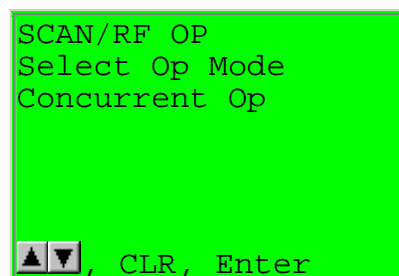 SCAN/RF OP
Select Op Mode
Concurrent Op
▲▼, CLR, Enter